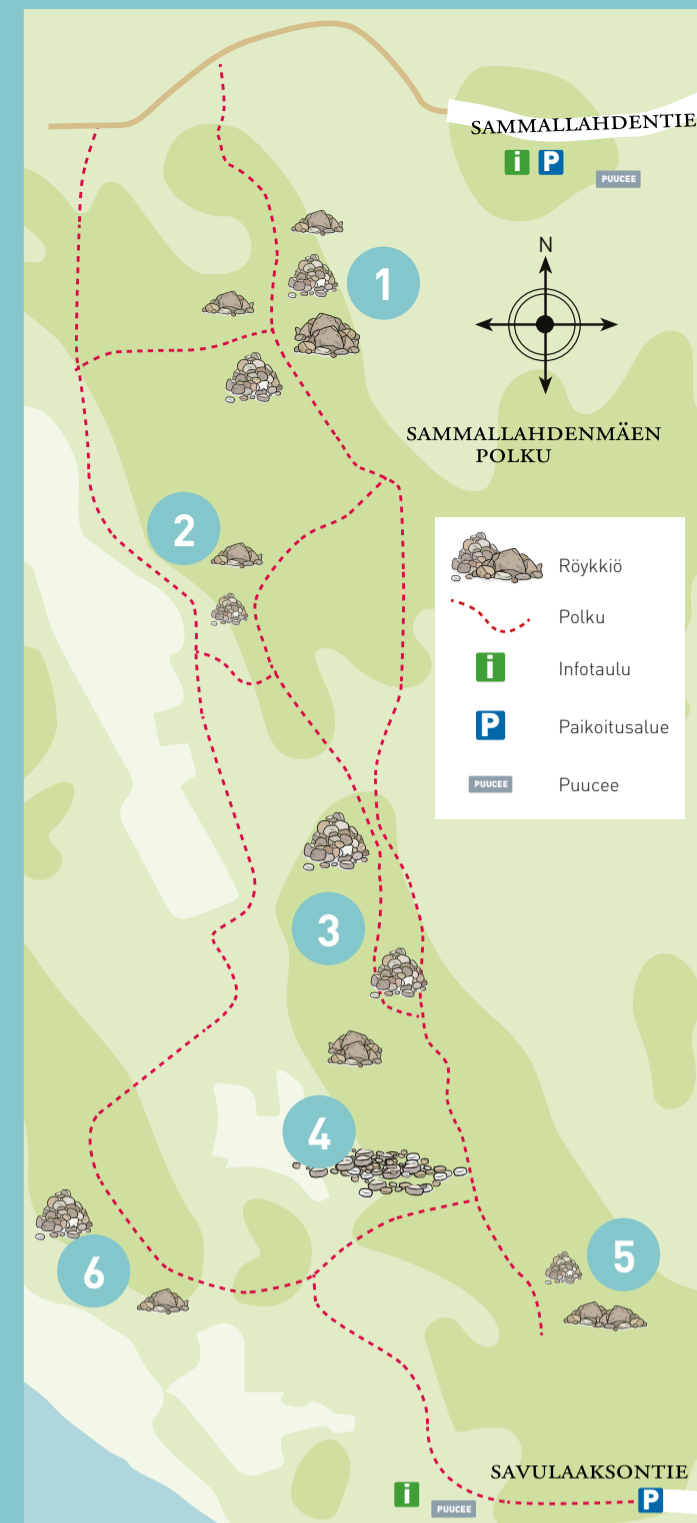 SAMMALLAHDENTIE
i P
PUUCEE
N
1
SAMMALLAHDENMÄEN
POLKU
2
Röykkiö
Polku
i Infotaulu
P Paikoitusalue
PUUCEE Puucee
3
4
5
6
SAVULAAKSONTIE
i
PUUCEE
P